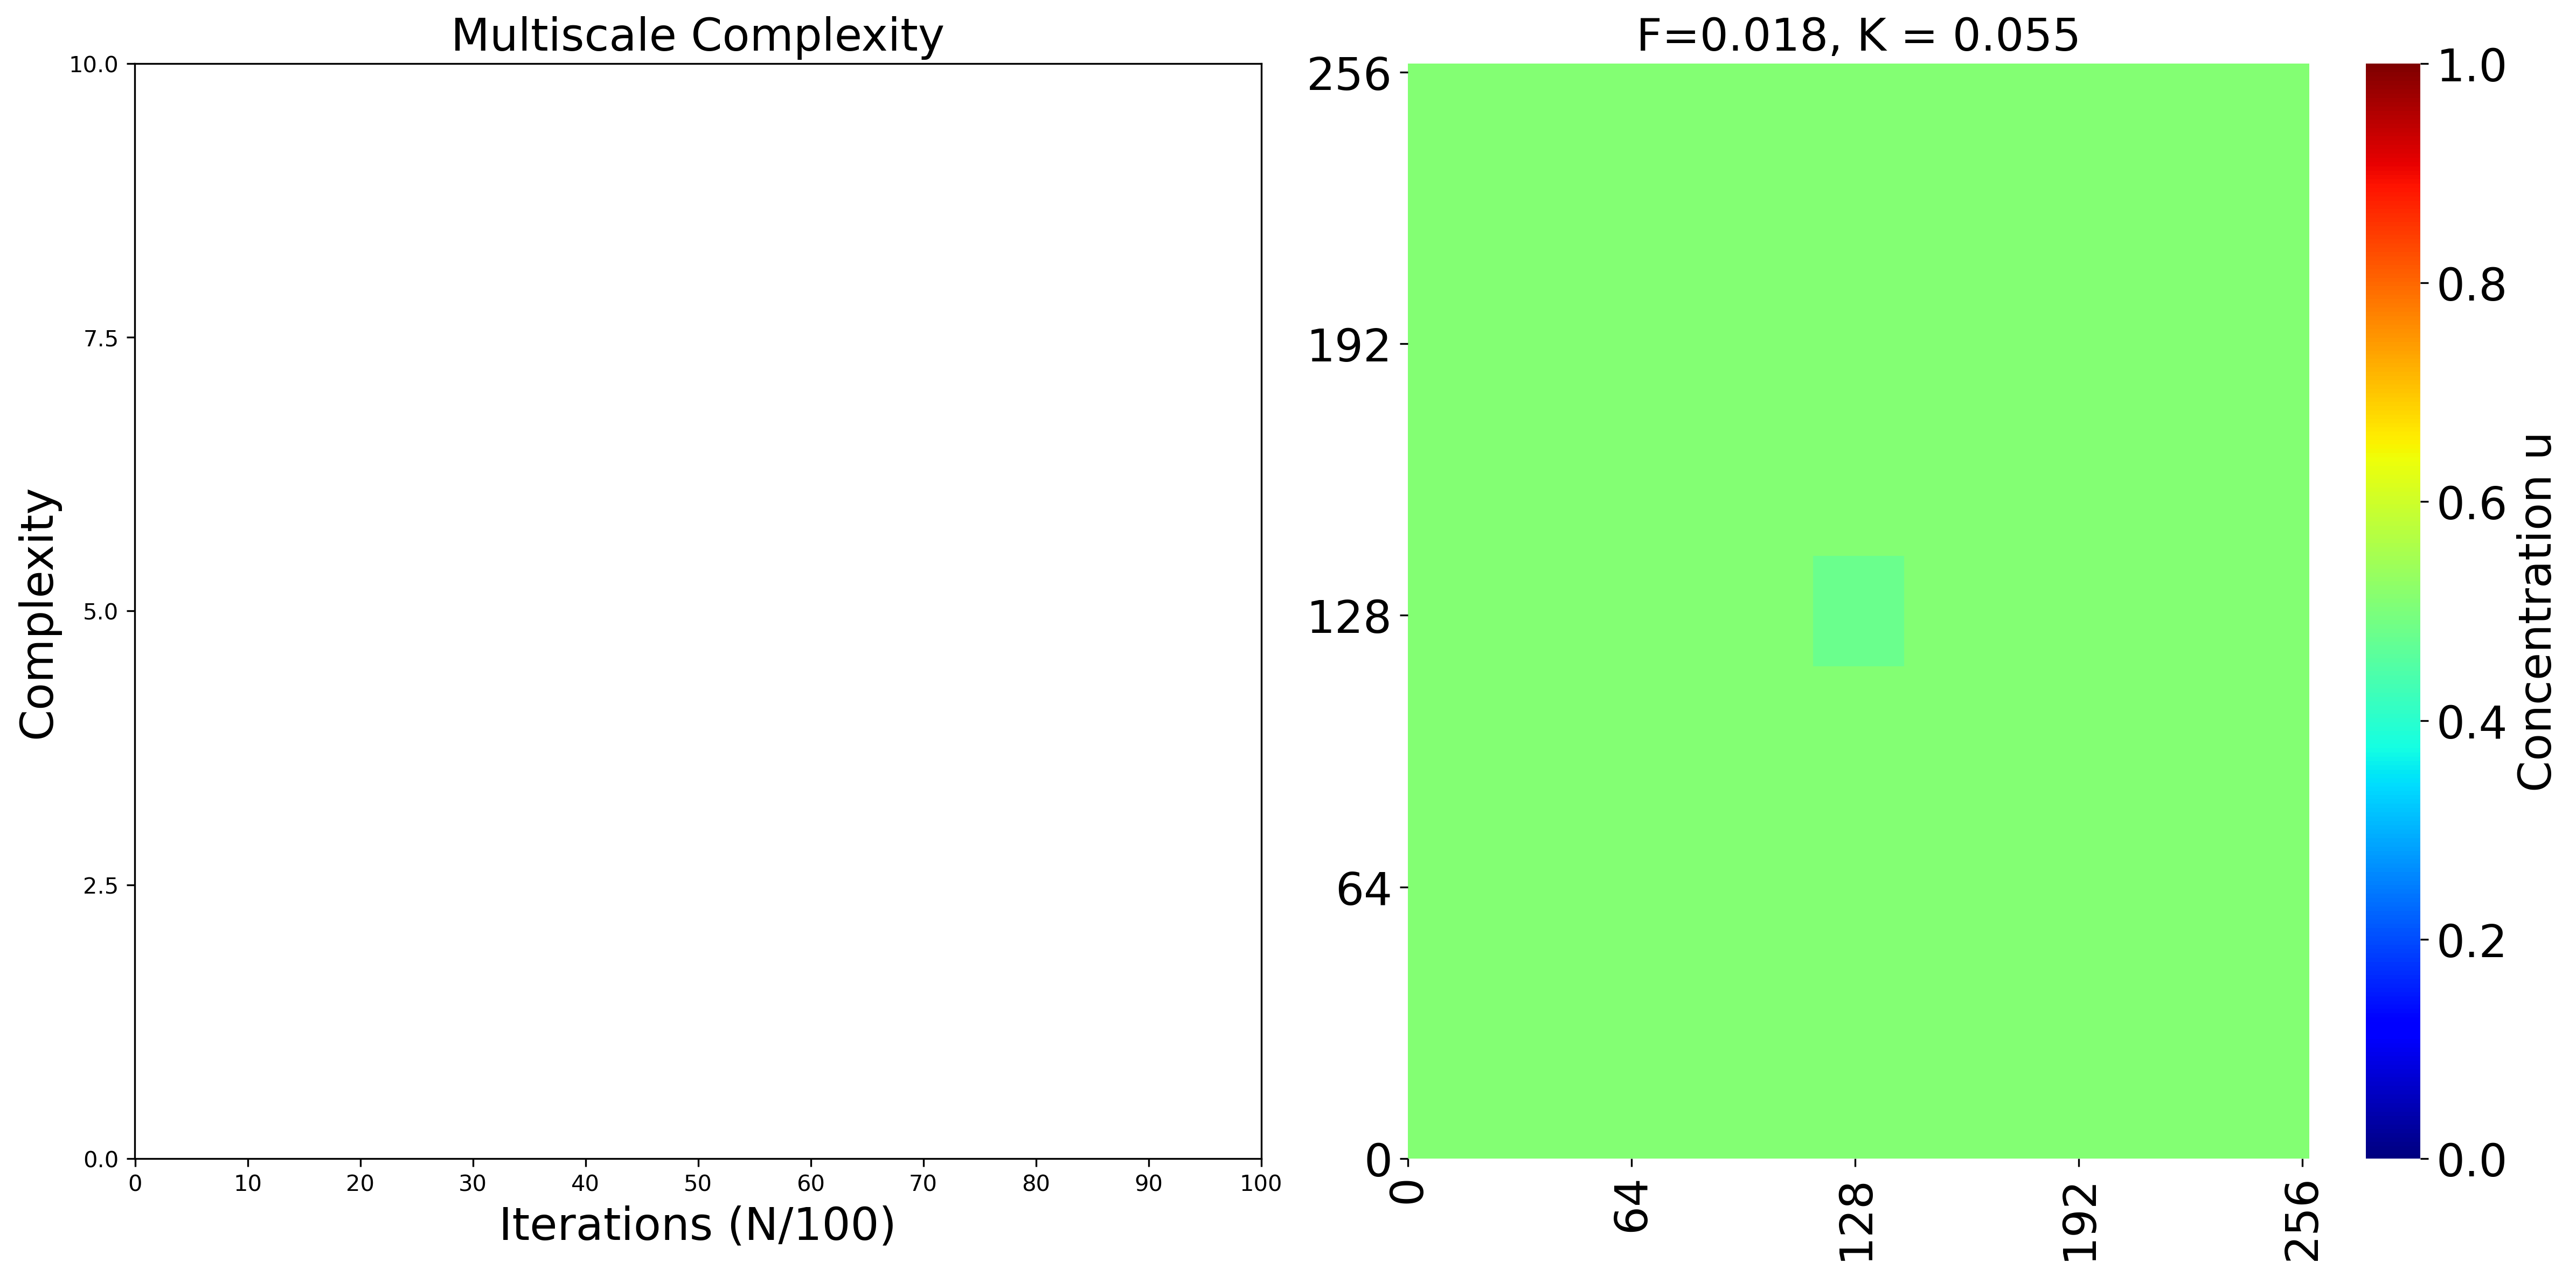 Multiscale Complexity
10.0
7.5
5.0
2.5
0.0
Complexity
0 10 20 30 40 50 60 70 80 90 100
Iterations (N/100)
F=0.018, K = 0.055
256
192
128
64
0
0 64 128 192 256
1.0
0.8
0.6
0.4
0.2
0.0
Concentration u